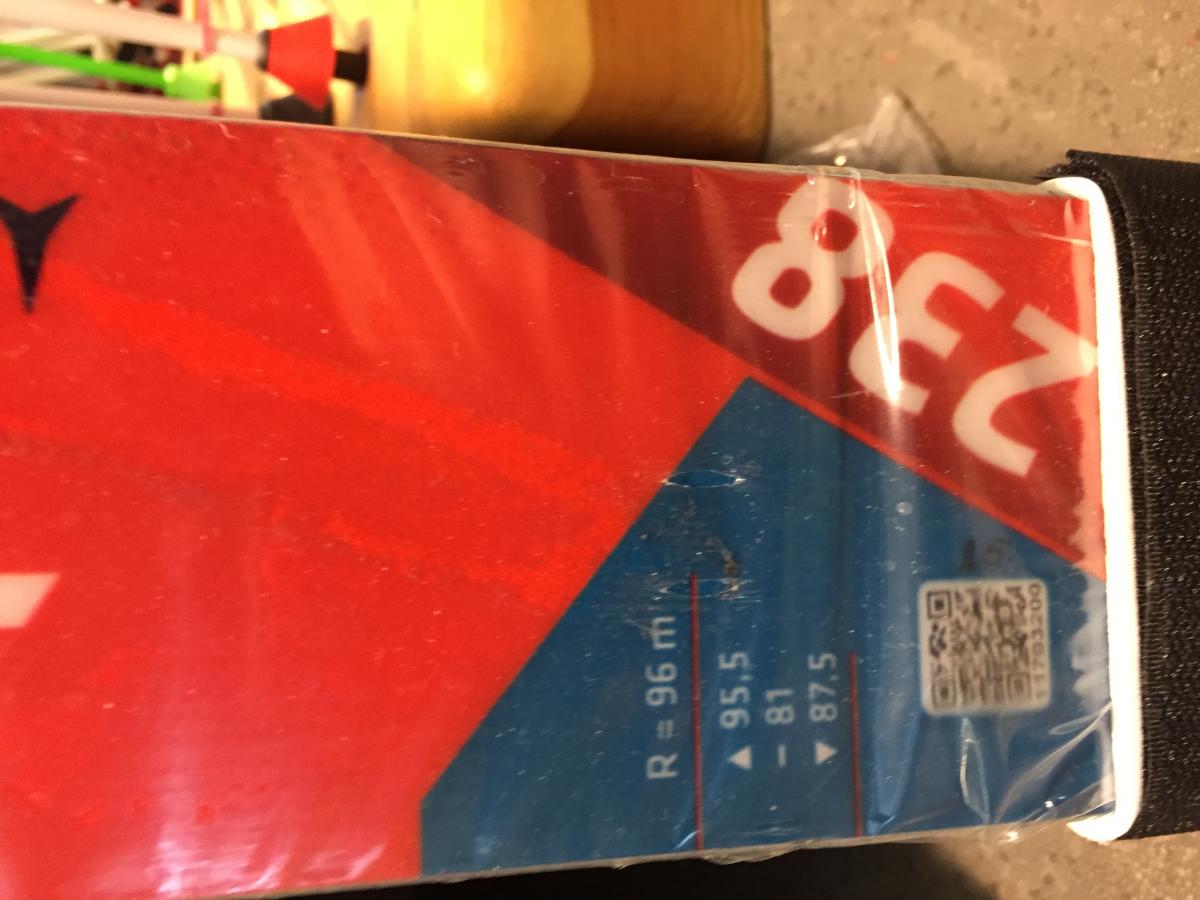 238
R = 96 m
▲ 95,5
– 81
▼ 87,5